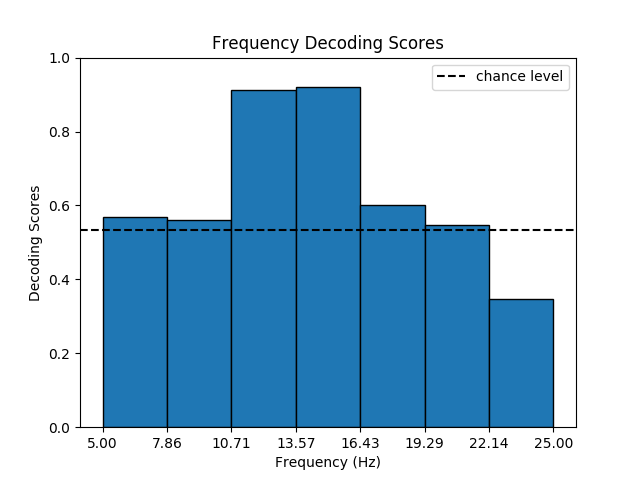 Frequency Decoding Scores
1.0
chance level
0.8
0.6
0.4
0.2
0.0
Decoding Scores
5.00 7.86 10.71 13.57 16.43 19.29 22.14 25.00
Frequency (Hz)